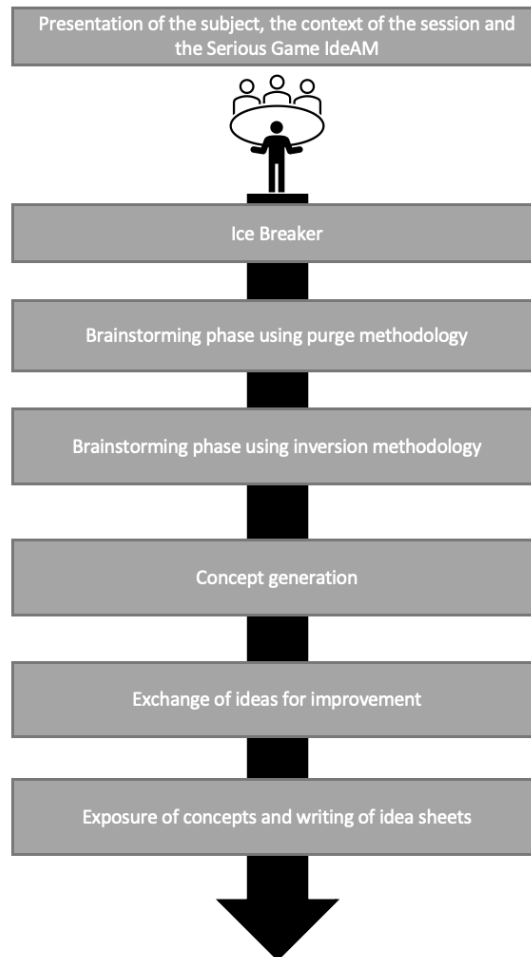 Presentation of the subject, the context of the session and
the Serious Game IdeAM
Ice Breaker
Brainstorming phase using purge methodology
Brainstorming phase using inversion methodology
Concept generation
Exchange of ideas for improvement
Exposure of concepts and writing of idea sheets